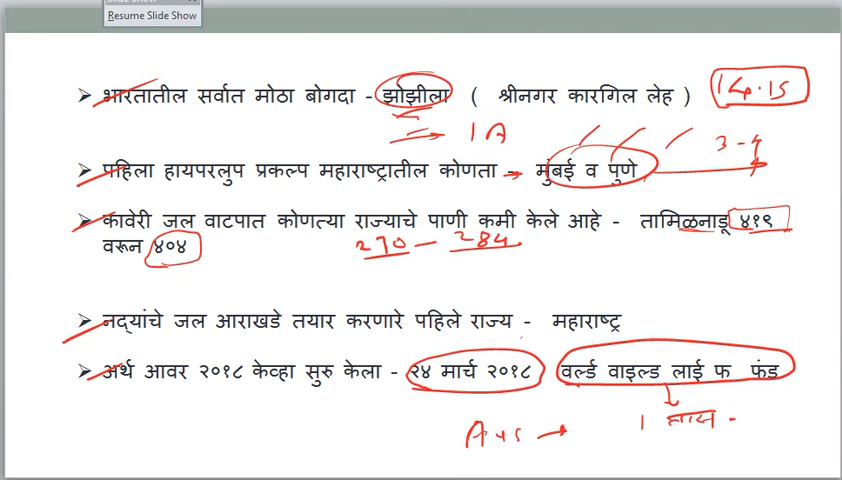 Slide Show
Resume Slide Show
➤ भारतातील सर्वात मोठा बोगदा - झोझीला ( श्रीनगर कारगिल लेह ) 14.15
→ 1A
3-4
➤ पहिला हायपरलुप प्रकल्प महाराष्ट्रातील कोणता - मुंबई व पुणे
➤ कावेरी जल वाटपात कोणत्या राज्याचे पाणी कमी केले आहे - तामिळनाडू ४१९
वरून ४०४ 270 - 284
➤ नद्यांचे जल आराखडे तयार करणारे पहिले राज्य - महाराष्ट्र
➤ अर्थ आवर २०१८ केव्हा सुरु केला - २४ मार्च २०१८ वर्ल्ड वाइल्ड लाई फ फंड
1 तास -